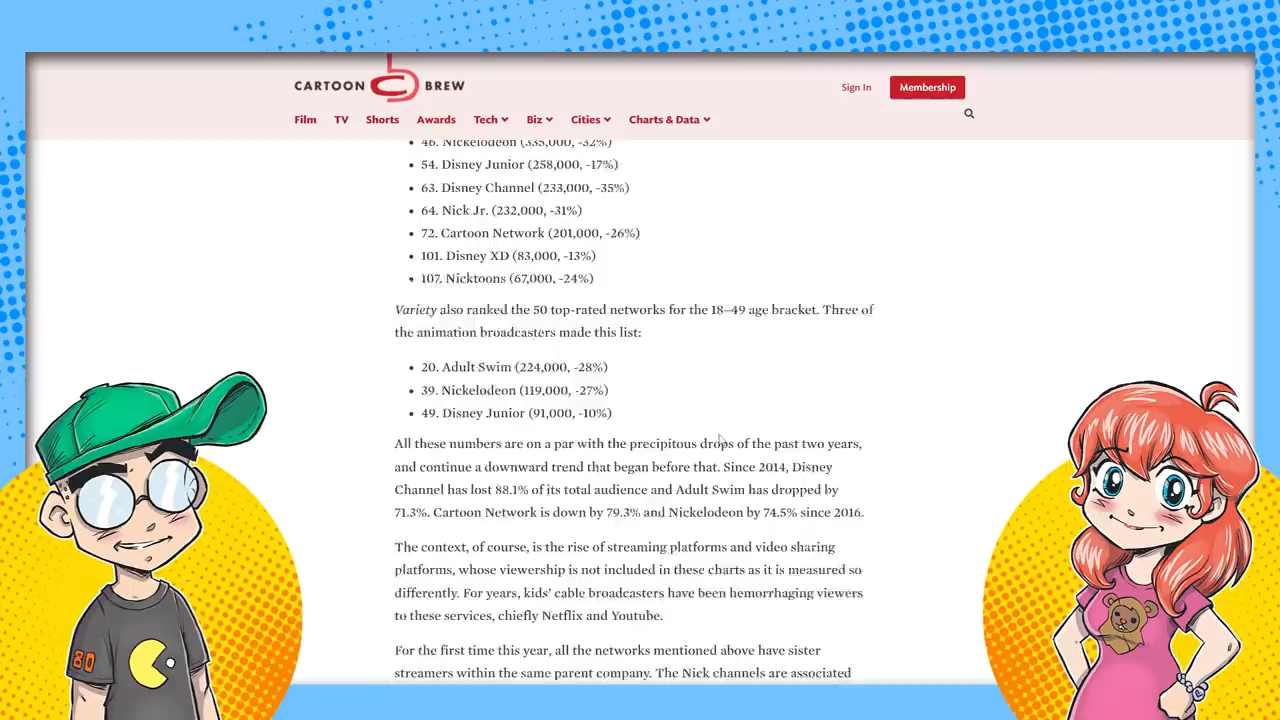 CARTOON BREW
Sign In
Membership
Film TV Shorts Awards Tech Biz Cities Charts & Data
46. Nickelodeon (335,000, -32%)
54. Disney Junior (258,000, -17%)
63. Disney Channel (233,000, -35%)
64. Nick Jr. (232,000, -31%)
72. Cartoon Network (201,000, -26%)
101. Disney XD (83,000, -13%)
107. Nicktoons (67,000, -24%)
Variety also ranked the 50 top-rated networks for the 18–49 age bracket. Three of
the animation broadcasters made this list:
20. Adult Swim (224,000, -28%)
39. Nickelodeon (119,000, -27%)
49. Disney Junior (91,000, -10%)
All these numbers are on a par with the precipitous drops of the past two years,
and continue a downward trend that began before that. Since 2014, Disney
Channel has lost 88.1% of its total audience and Adult Swim has dropped by
71.3%. Cartoon Network is down by 79.3% and Nickelodeon by 74.5% since 2016.
The context, of course, is the rise of streaming platforms and video sharing
platforms, whose viewership is not included in these charts as it is measured so
differently. For years, kids' cable broadcasters have been hemorrhaging viewers
to these services, chiefly Netflix and Youtube.
For the first time this year, all the networks mentioned above have sister
streamers within the same parent company. The Nick channels are associated
80